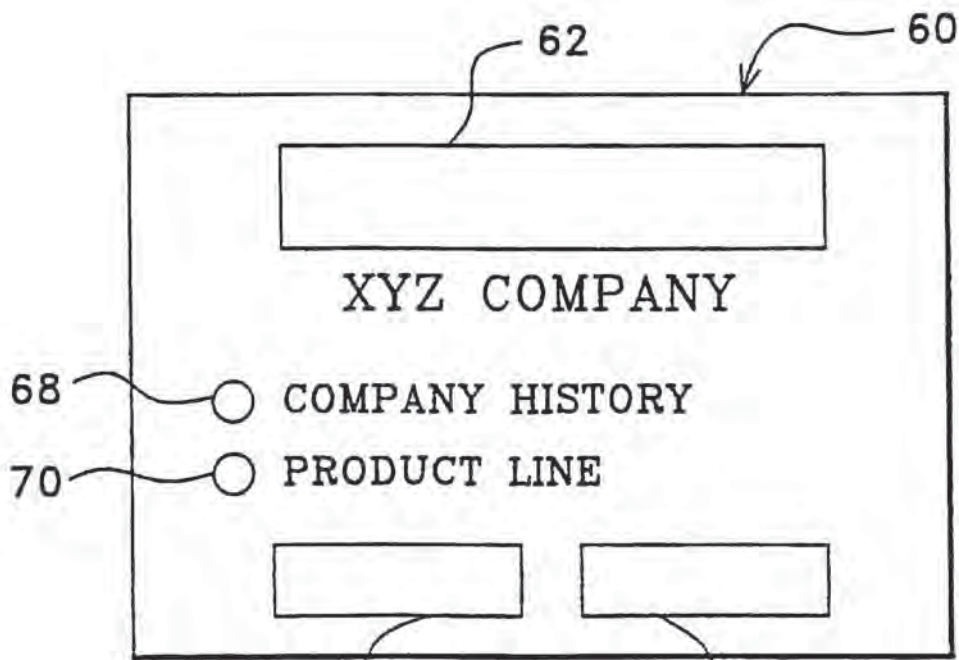 62
60
XYZ COMPANY
68
COMPANY HISTORY
70
PRODUCT LINE